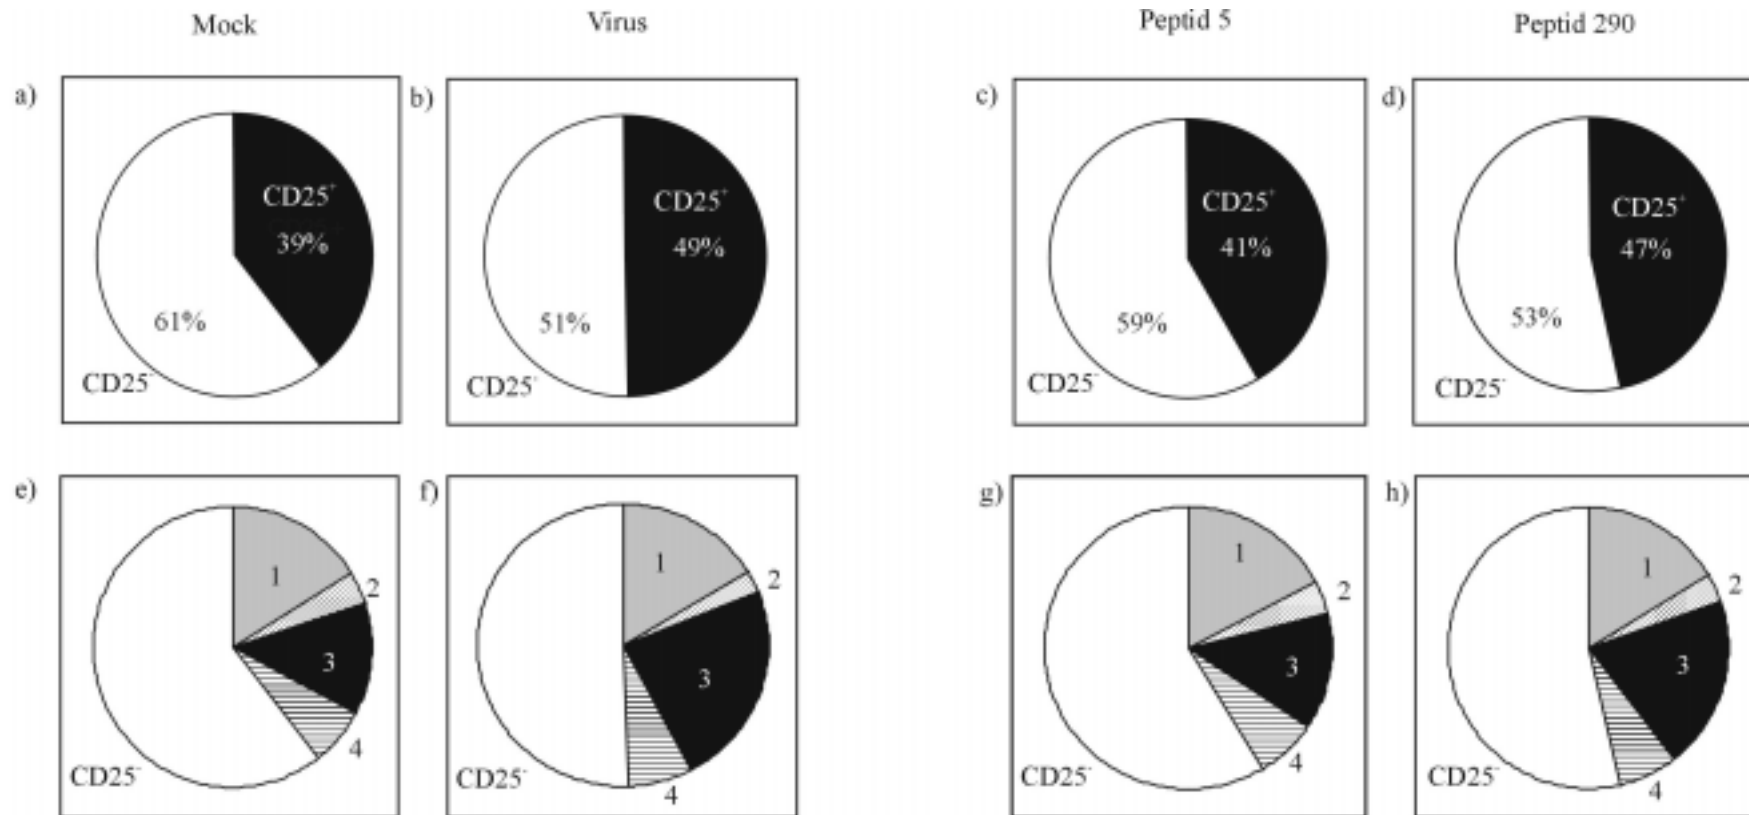 Mock
Virus
Peptid 5
Peptid 290
a)
CD25⁺
39%
61%
CD25⁻
b)
CD25⁺
49%
51%
CD25⁻
c)
CD25⁺
41%
59%
CD25⁻
d)
CD25⁺
47%
53%
CD25⁻
e)
1
2
3
4
CD25⁻
f)
1
2
3
4
CD25⁻
g)
1
2
3
4
CD25⁻
h)
1
2
3
4
CD25⁻